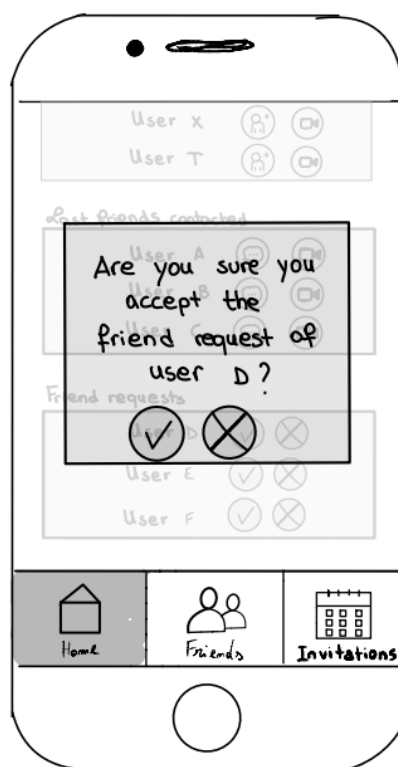 User X
User T
Last friends contacted
User A
User B
User C
Are you sure you
accept the
friend request of
user D?
Friend requests
User D
User E
User F
Home
Friends
Invitations